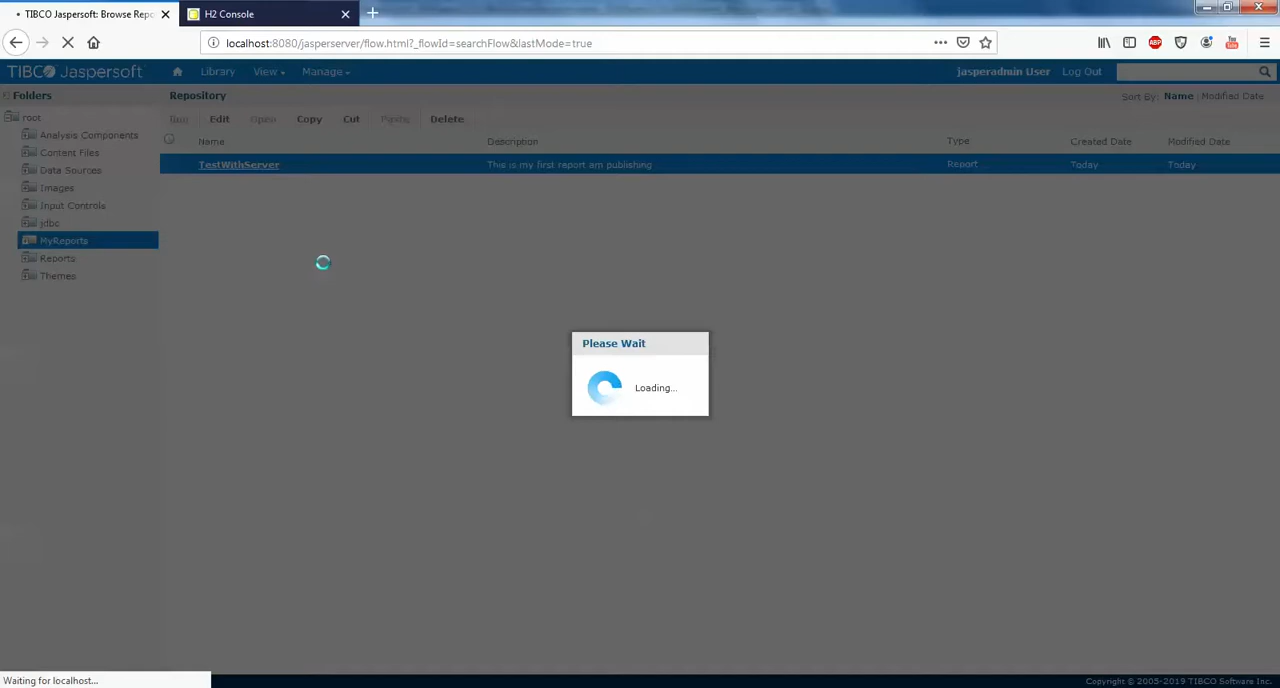 TIBCO Jaspersoft: Browse Repo
H2 Console
localhost:8080/jasperserver/flow.html?_flowId=searchFlow&lastMode=true
TIBCO Jaspersoft
Library
View
Manage
jasperadmin User
Log Out
Folders
Repository
Sort By:
Name
Modified Date
root
Run
Edit
Open
Copy
Cut
Paste
Delete
Analysis Components
Name
Description
Type
Created Date
Modified Date
Content Files
TestWithServer
This is my first report am publishing
Report
Today
Today
Data Sources
Images
Input Controls
jdbc
MyReports
Reports
Themes
Please Wait
Loading...
Waiting for localhost...
Copyright © 2005-2019 TIBCO Software Inc.